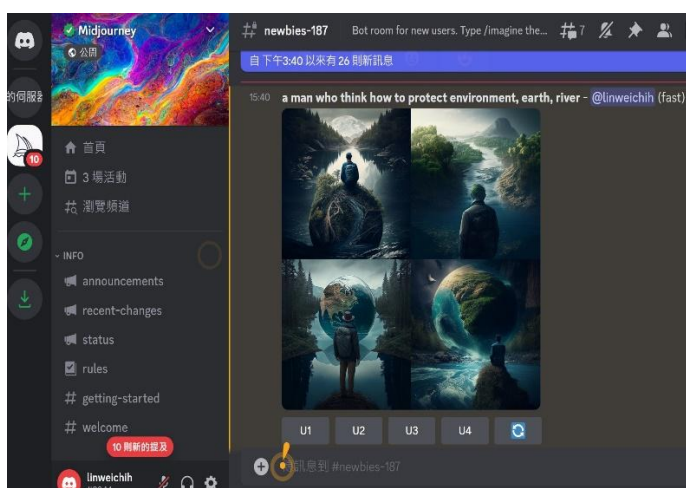 Midjourney
公開
的伺服器
10
首頁
3 場活動
瀏覽頻道
INFO
announcements
recent-changes
status
rules
getting-started
welcome
10 則新的提及
linweichih
newbies-187
Bot room for new users. Type /imagine the...
7
自下午3:40 以來有 26 則新訊息
15:40
a man who think how to protect environment, earth, river - @linweichih (fast)
U1 U2 U3 U4
訊息到 #newbies-187